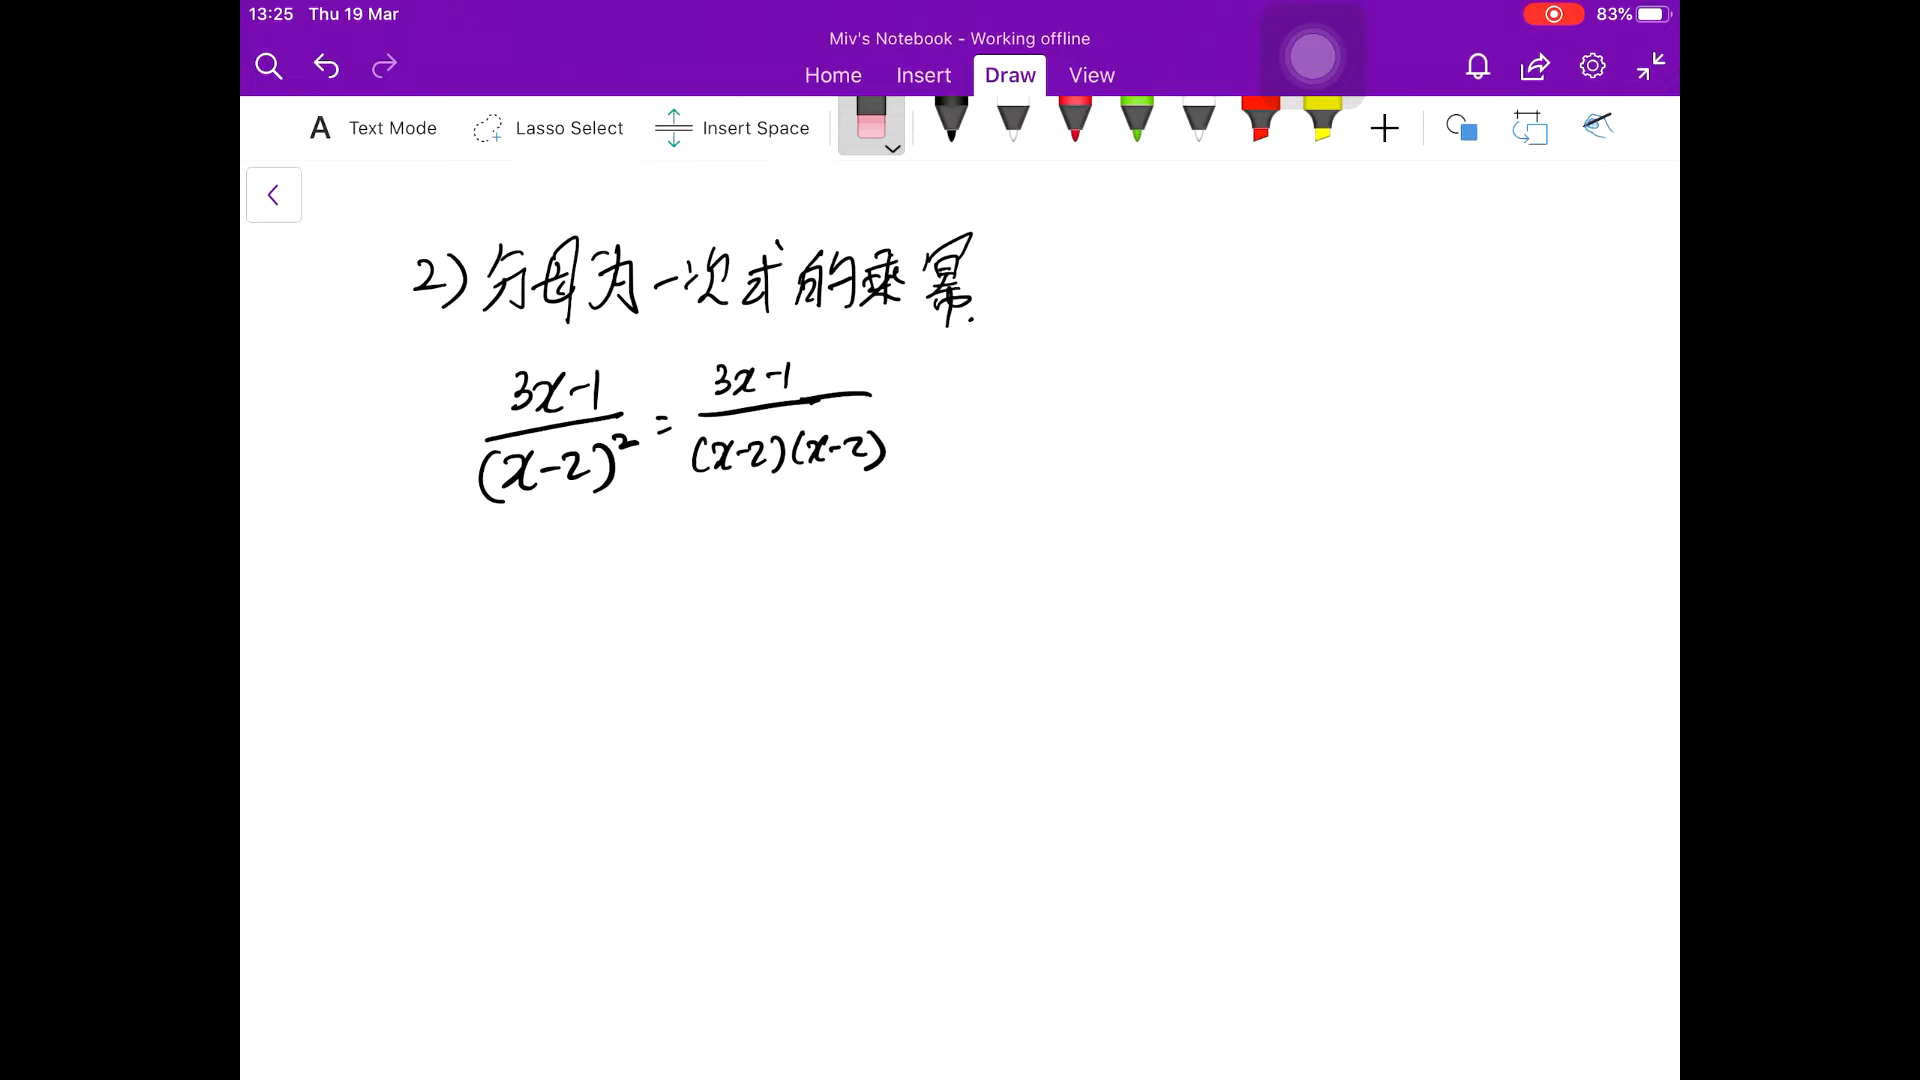 13:25 Thu 19 Mar 83%
Miv's Notebook - Working offline
Home Insert Draw View
A Text Mode Lasso Select Insert Space
2) 分母为一次式的乘幂.
3x-1 / (x-2)² = 3x-1 / (x-2)(x-2)